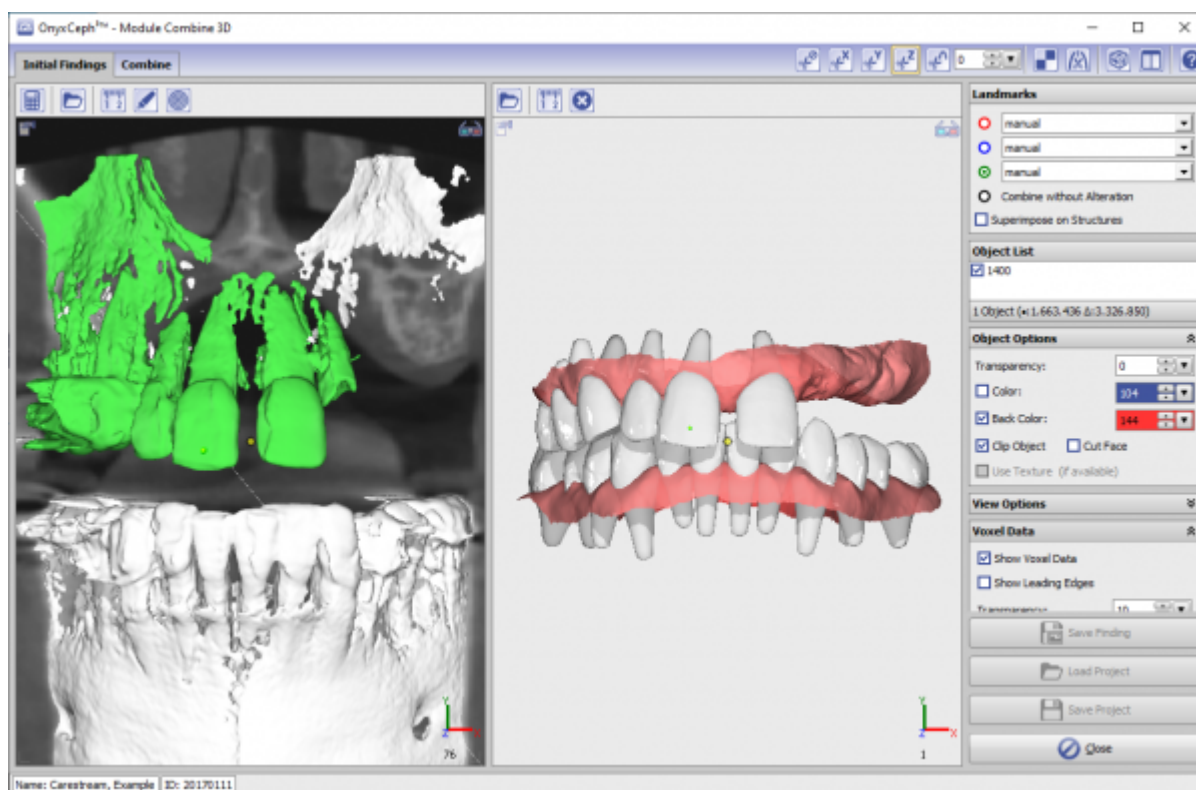 OnyxCeph³™ - Module Combine 3D
Initial Findings Combine
0
Landmarks
manual
manual
manual
Combine without Alteration
Superimpose on Structures
Object List
1400
1 Object (•:1.663.436 Δ:3.326.850)
Object Options
Transparency: 0
Color: 104
Back Color: 144
Clip Object Cut Face
Use Texture (if available)
View Options
Voxel Data
Show Voxel Data
Show Leading Edges
Transparency: 10
Save Finding
Load Project
Save Project
Close
Y
X
Z
76
Y
X
Z
1
Name: Carestream, Example ID: 20170111